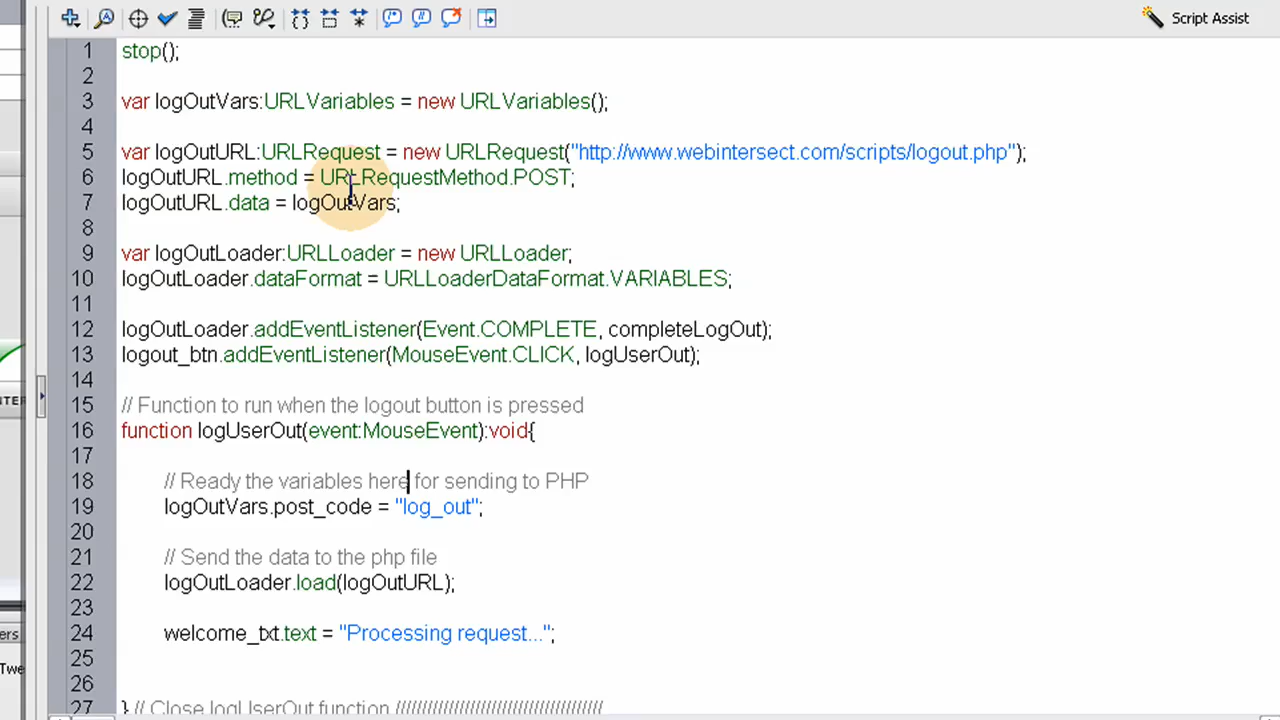 Script Assist
1 stop();
2
3 var logOutVars:URLVariables = new URLVariables();
4
5 var logOutURL:URLRequest = new URLRequest("http://www.webintersect.com/scripts/logout.php");
6 logOutURL.method = URLRequestMethod.POST;
7 logOutURL.data = logOutVars;
8
9 var logOutLoader:URLLoader = new URLLoader;
10 logOutLoader.dataFormat = URLLoaderDataFormat.VARIABLES;
11
12 logOutLoader.addEventListener(Event.COMPLETE, completeLogOut);
13 logout_btn.addEventListener(MouseEvent.CLICK, logUserOut);
14
15 // Function to run when the logout button is pressed
16 function logUserOut(event:MouseEvent):void{
17
18 // Ready the variables here for sending to PHP
19 logOutVars.post_code = "log_out";
20
21 // Send the data to the php file
22 logOutLoader.load(logOutURL);
23
24 welcome_txt.text = "Processing request...";
25
26
27 } // Close logUserOut function ///////////////////////////////////